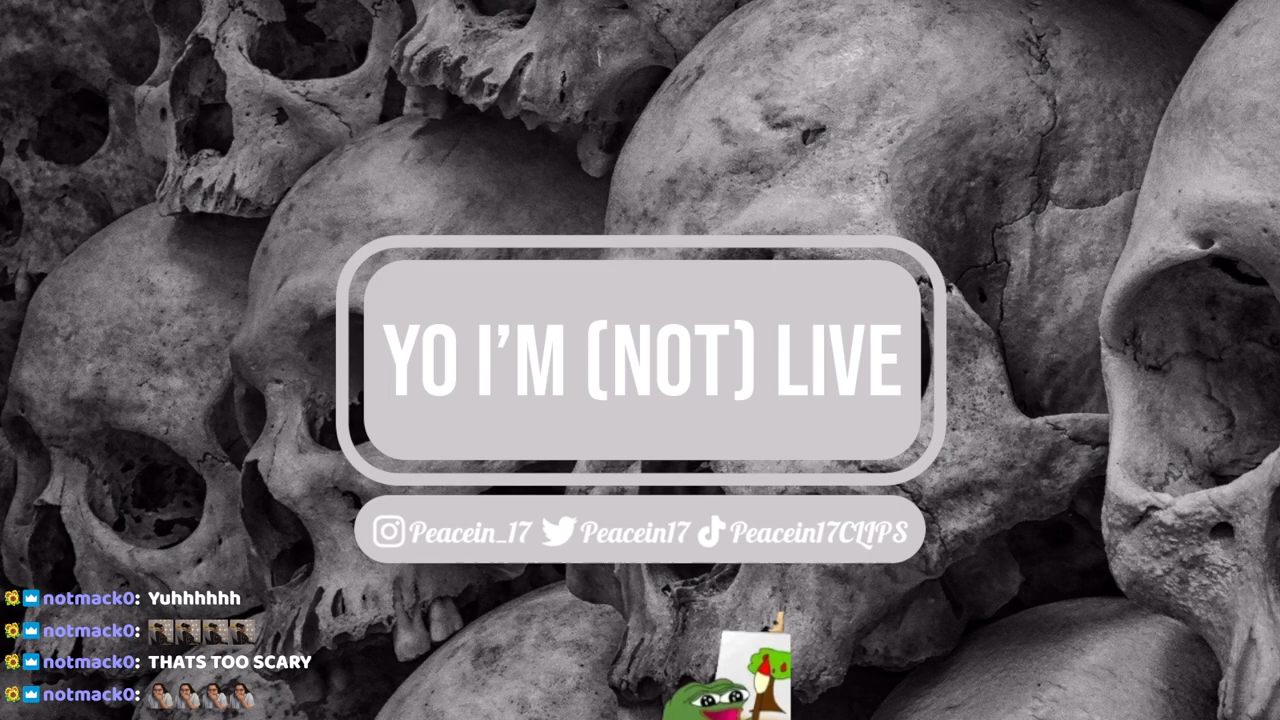 YO I'M (NOT) LIVE
Peacein_17 Peacein17 Peacein17CLIPS
notmack0: Yuhhhhhh
notmack0:
notmack0: THATS TOO SCARY
notmack0: